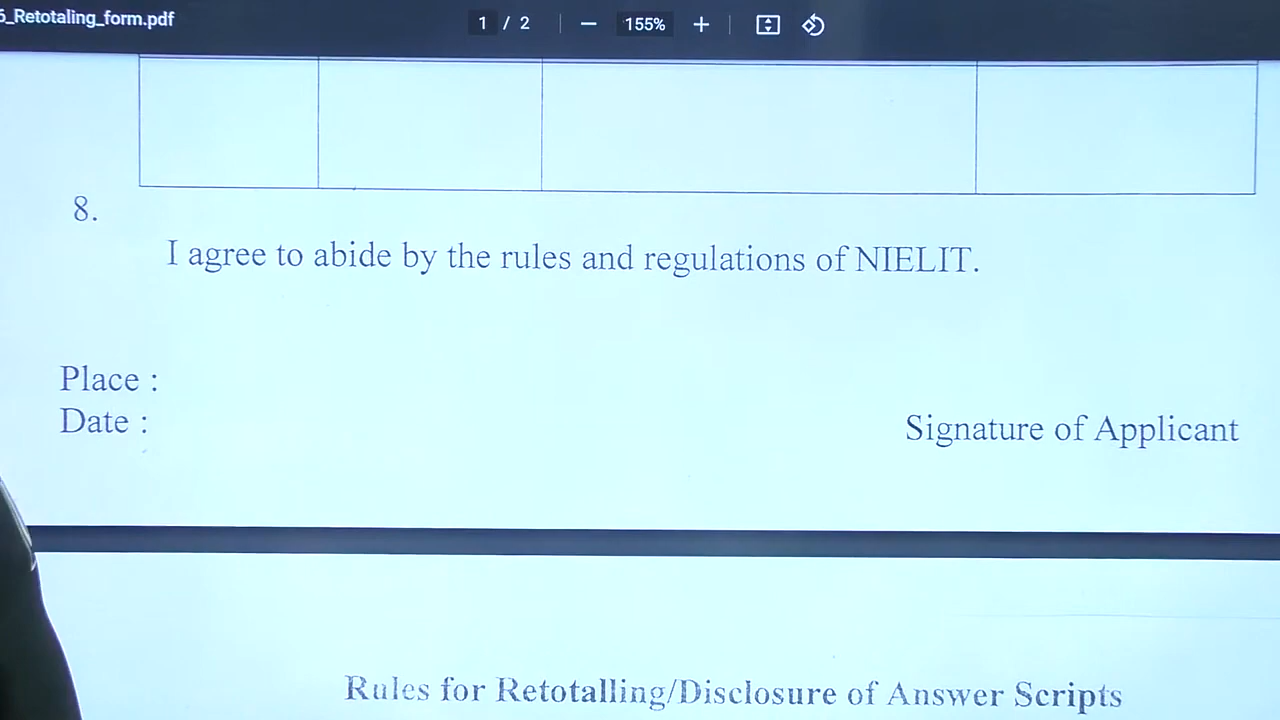 _Retotaling_form.pdf
1 / 2
155%
8.
I agree to abide by the rules and regulations of NIELIT.
Place :
Date :
Signature of Applicant
Rules for Retotalling/Disclosure of Answer Scripts